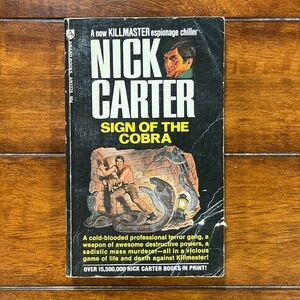 A new KILLMASTER espionage chiller
NICK
CARTER
SIGN OF THE
COBRA
A cold-blooded professional terror gang, a
weapon of awesome destructive powers, a
sadistic mass murderer—all in a vicious
game of life and death against Killmaster!
OVER 15,500,000 NICK CARTER BOOKS IN PRINT!